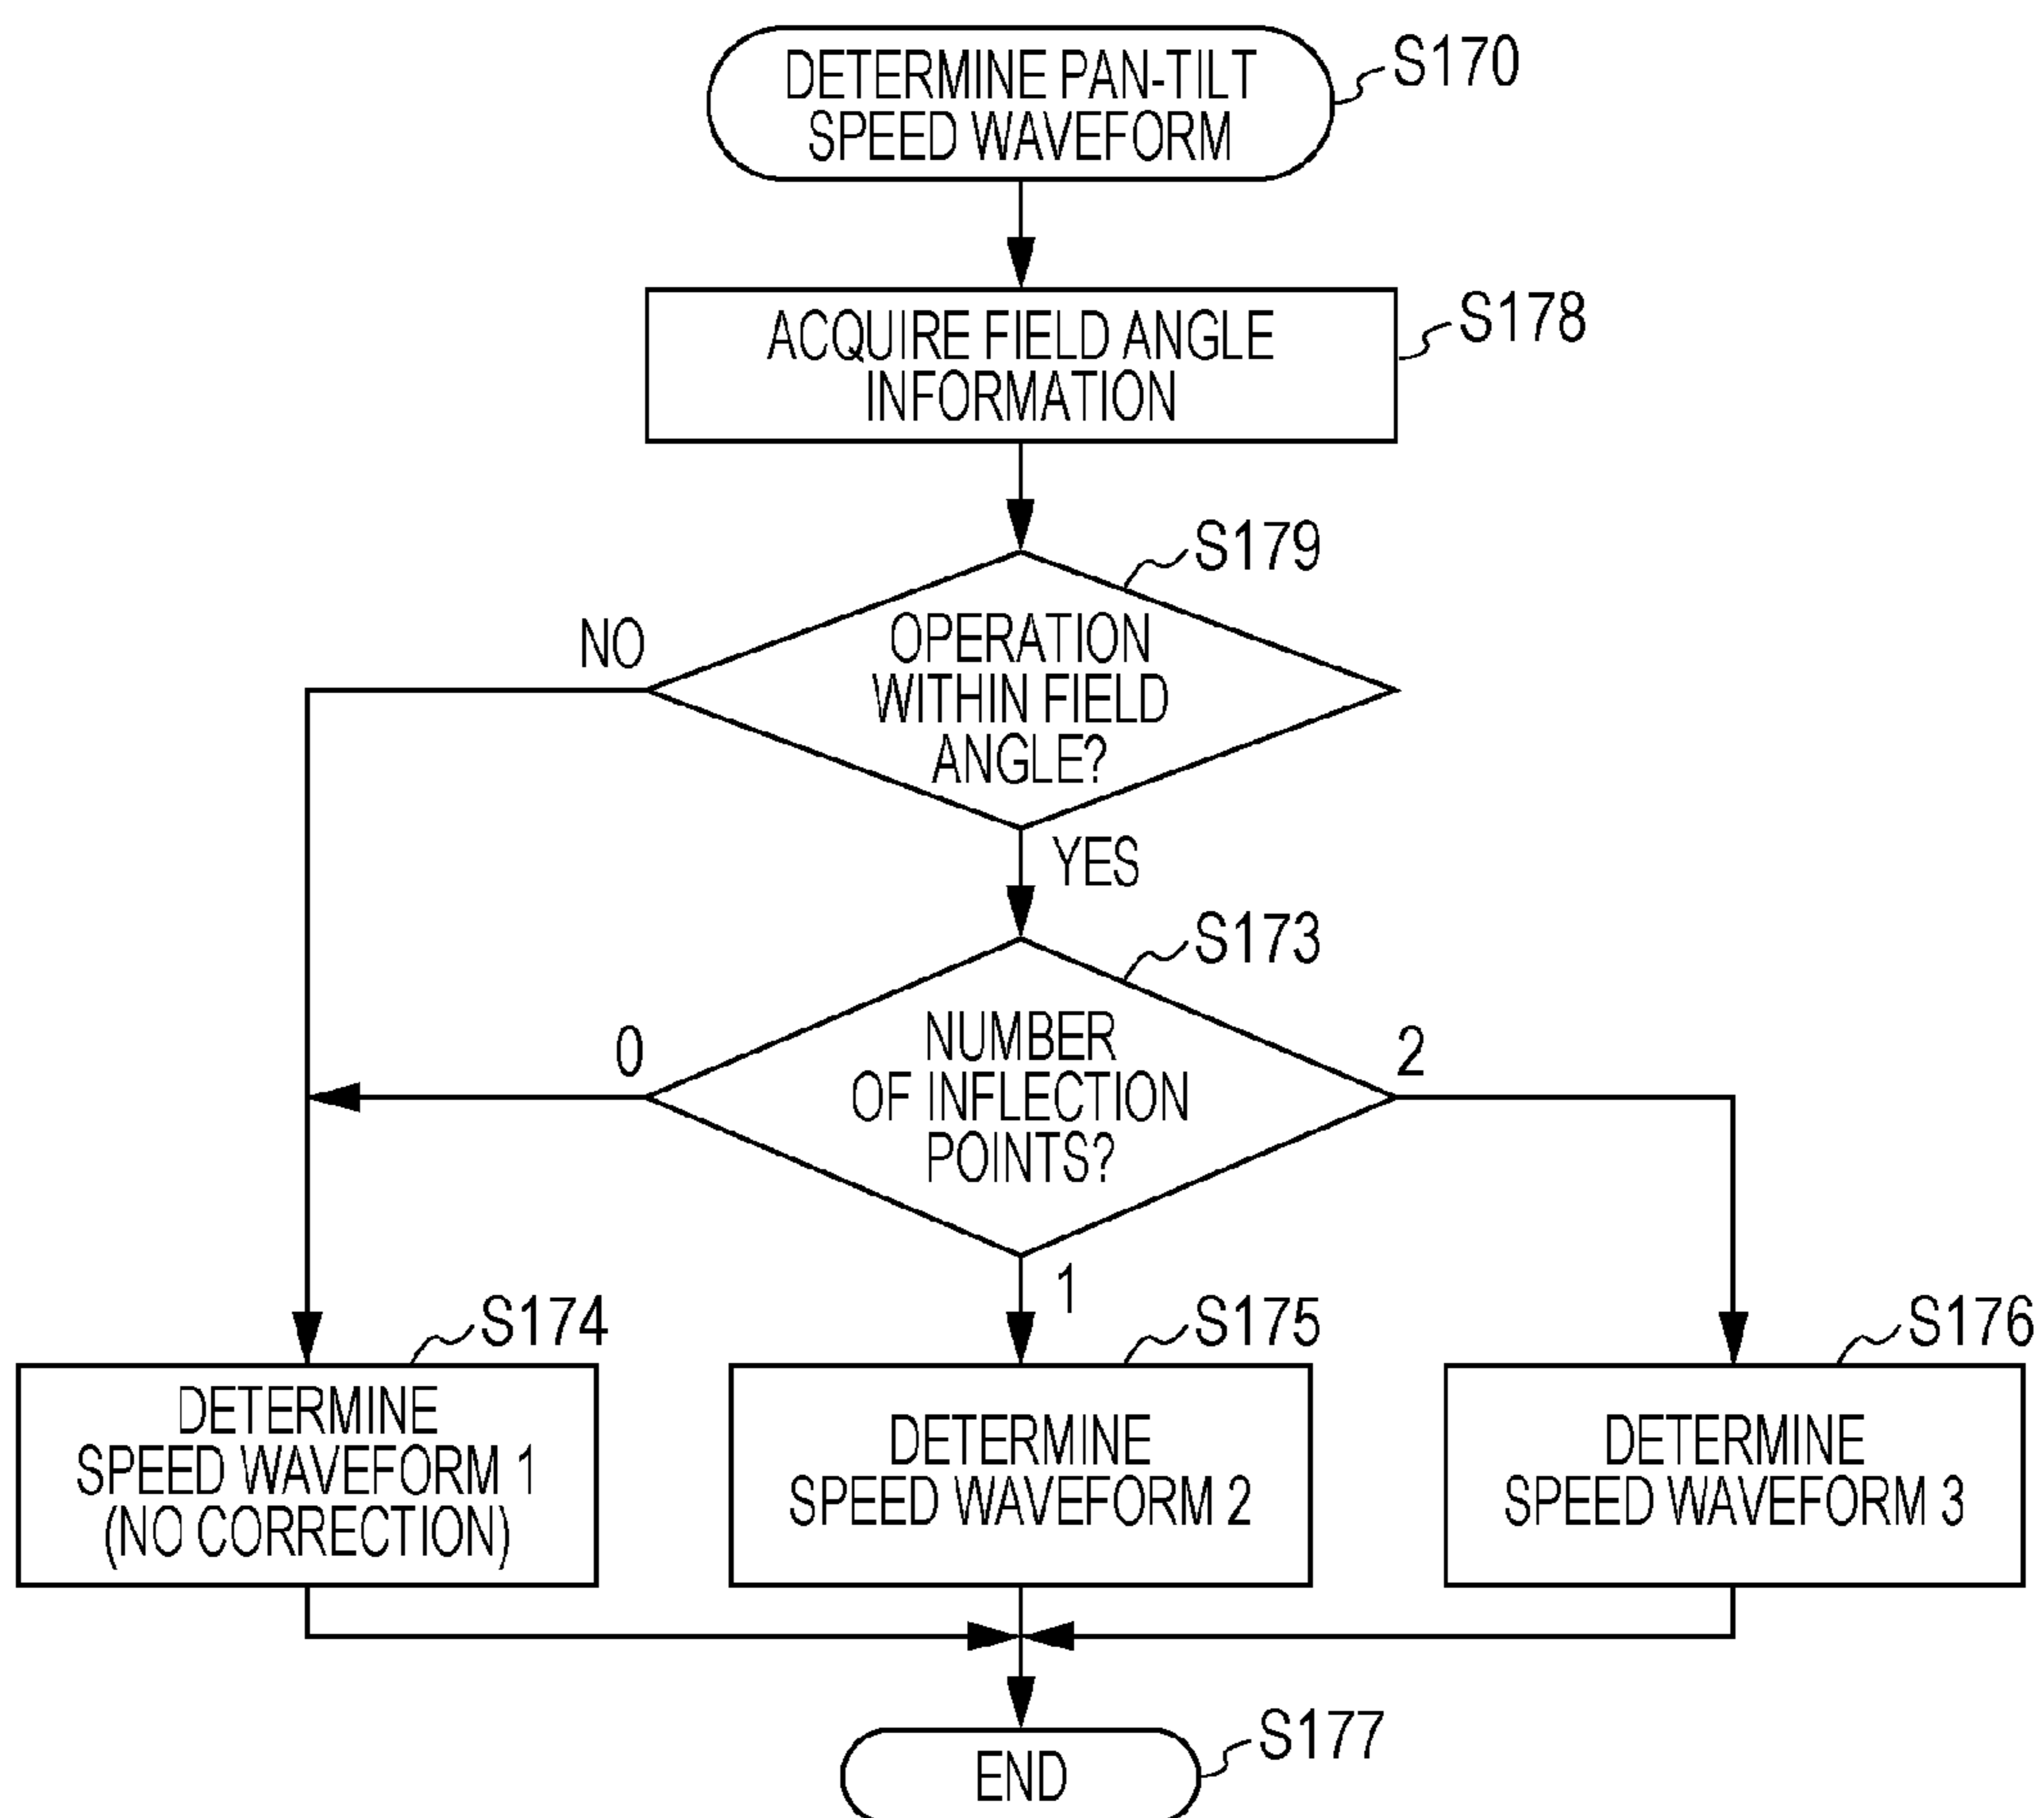 DETERMINE PAN-TILT
SPEED WAVEFORM
S170
ACQUIRE FIELD ANGLE
INFORMATION
S178
S179
OPERATION
WITHIN FIELD
ANGLE?
NO
YES
S173
NUMBER
OF INFLECTION
POINTS?
0
2
1
S174
DETERMINE
SPEED WAVEFORM 1
(NO CORRECTION)
S175
DETERMINE
SPEED WAVEFORM 2
S176
DETERMINE
SPEED WAVEFORM 3
END
S177